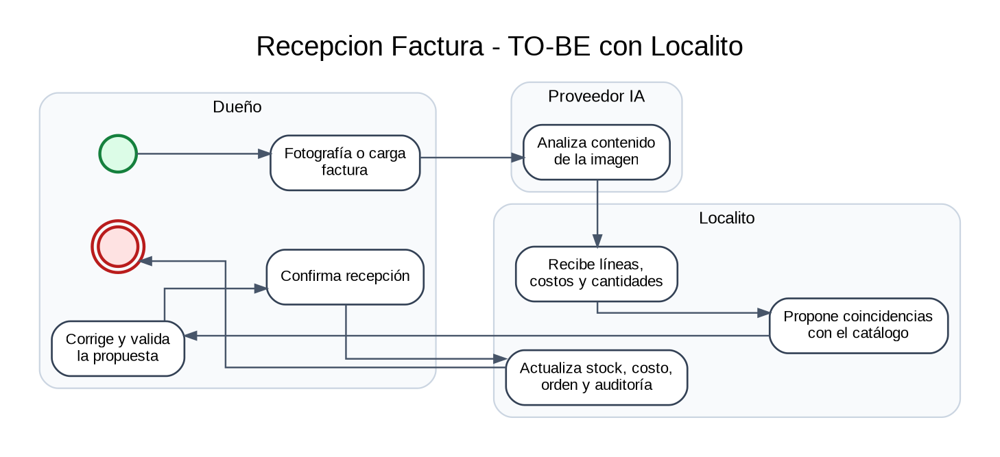 Recepcion Factura - TO-BE con Localito
Dueño
Fotografía o carga
factura
Confirma recepción
Corrige y valida
la propuesta
Proveedor IA
Analiza contenido
de la imagen
Localito
Recibe líneas,
costos y cantidades
Propone coincidencias
con el catálogo
Actualiza stock, costo,
orden y auditoría